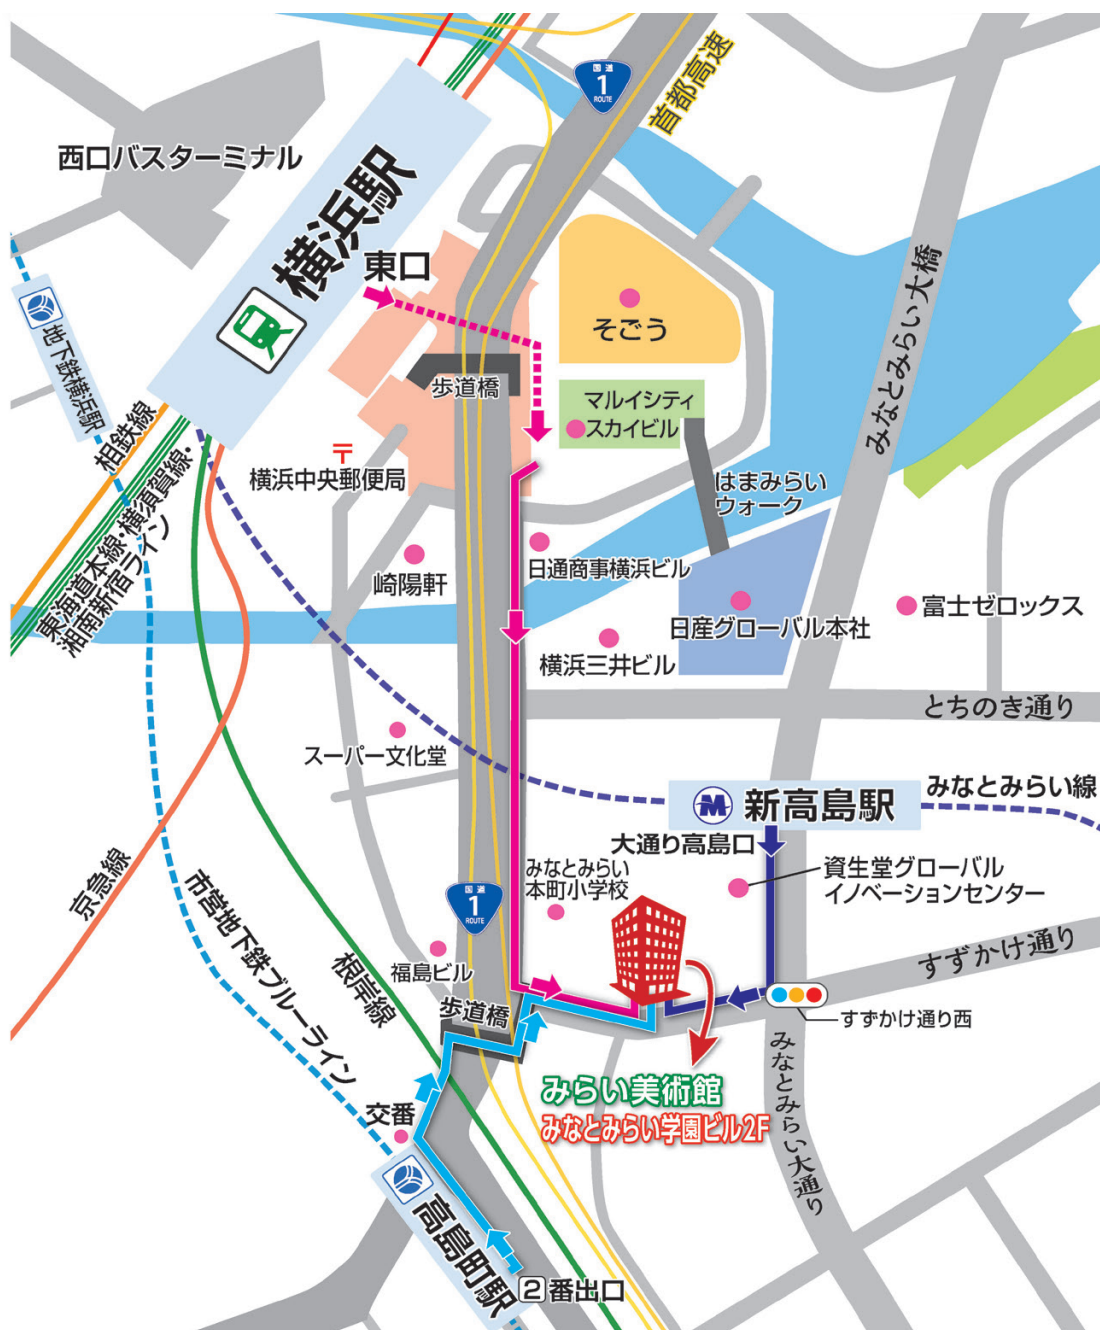 国道
1
ROUTE
首都高速
西口バスターミナル
横浜駅
東口
そごう
みなとみらい大橋
地下鉄横浜駅
歩道橋
マルイシティ
スカイビル
相鉄線
東海道本線・横須賀線・
湘南新宿ライン
〒
横浜中央郵便局
はまみらい
ウォーク
崎陽軒
日通商事横浜ビル
日産グローバル本社
富士ゼロックス
横浜三井ビル
とちのき通り
スーパー文化堂
M
新高島駅
みなとみらい線
大通り高島口
みなとみらい
本町小学校
資生堂グローバル
イノベーションセンター
京急線
市営地下鉄ブルーライン
根岸線
国道
1
ROUTE
福島ビル
すずかけ通り
歩道橋
すずかけ通り西
みらい美術館
みなとみらい学園ビル2F
みなとみらい大通り
交番
高島町駅
2番出口